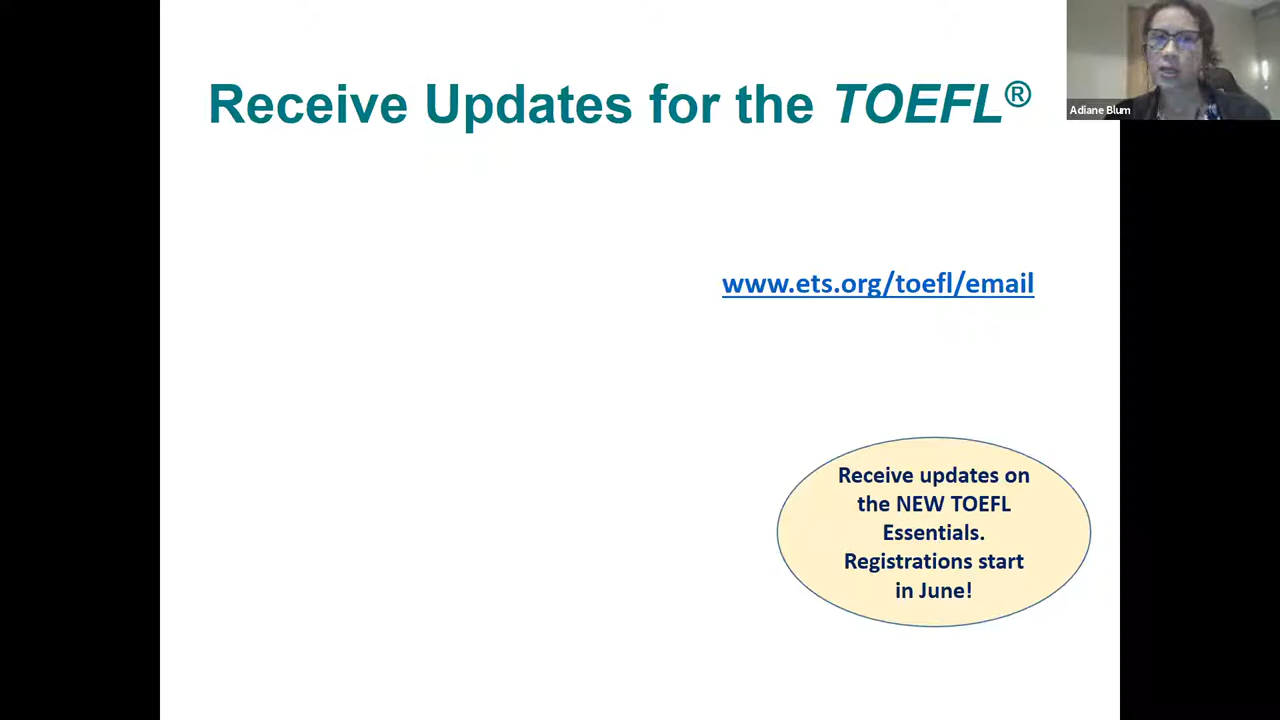 Receive Updates for the TOEFL®
Adiane Blum
www.ets.org/toefl/email
Receive updates on
the NEW TOEFL
Essentials.
Registrations start
in June!